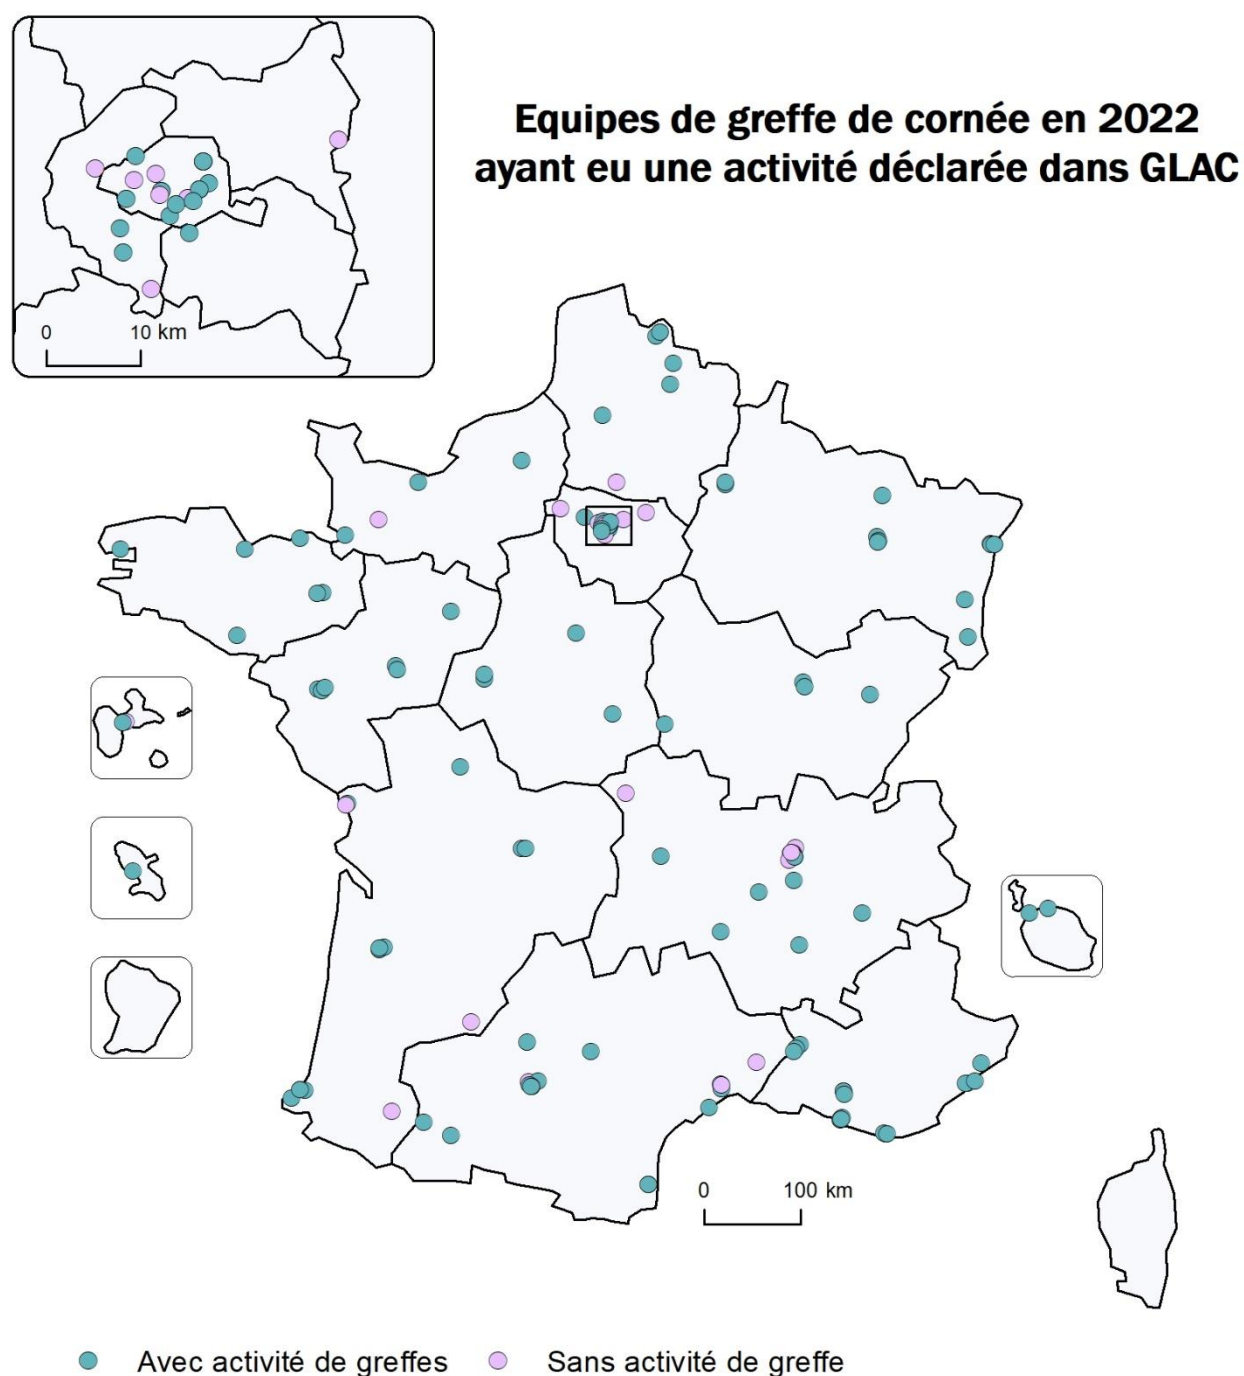 Equipes de greffe de cornée en 2022
ayant eu une activité déclarée dans GLAC
0 10 km
0 100 km
Avec activité de greffes Sans activité de greffe